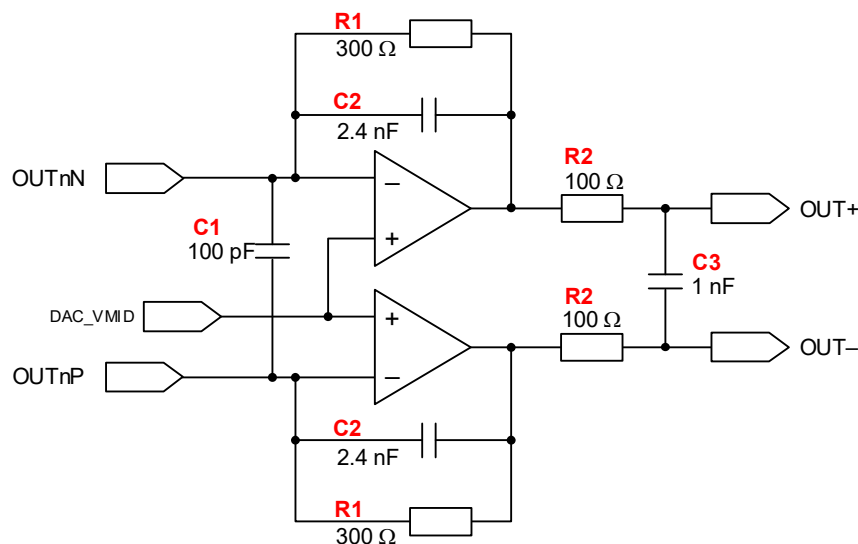 R1
300 Ω
C2
2.4 nF
OUTnN
−
R2
100 Ω
OUT+
C1
100 pF
+
C3
1 nF
DAC_VMID
+
R2
100 Ω
OUT–
OUTnP
−
C2
2.4 nF
R1
300 Ω